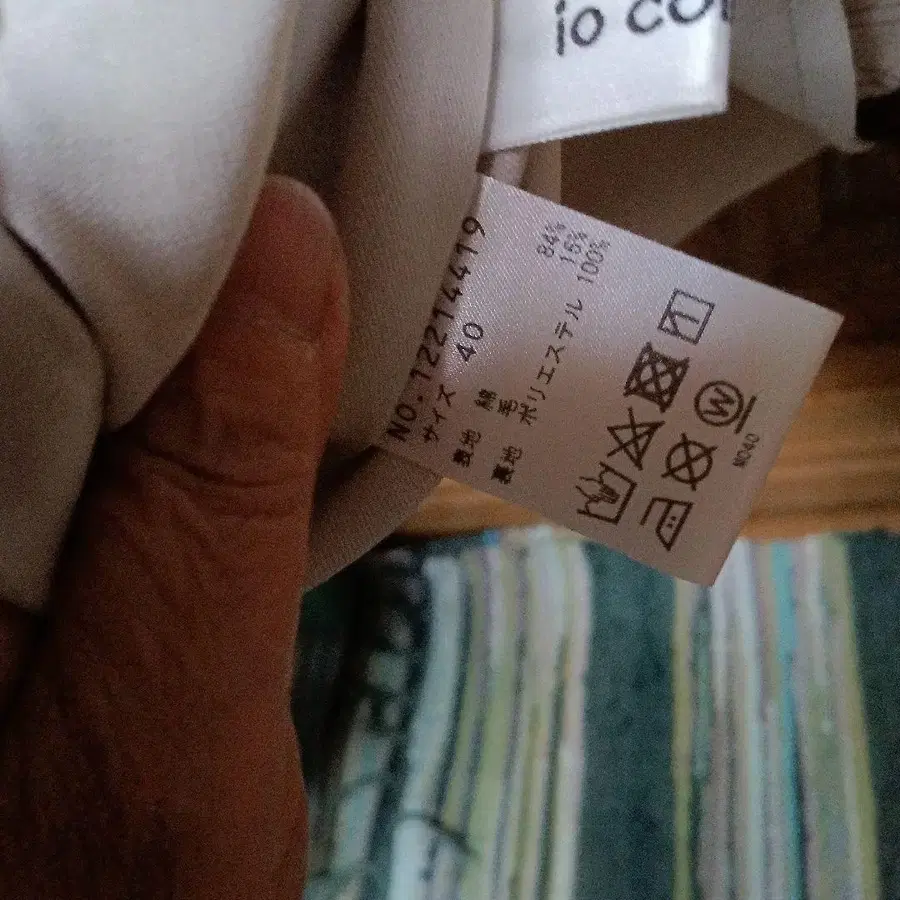 io co
NO.12214419
サイズ 40
表地 綿 84%
毛 16%
裏地 ポリエステル 100%
W
M040